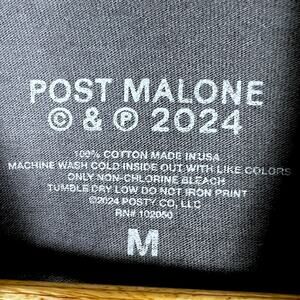 POST MALONE
© & ℗ 2024
100% COTTON MADE IN USA
MACHINE WASH COLD INSIDE OUT WITH LIKE COLORS
ONLY NON-CHLORINE BLEACH
TUMBLE DRY LOW DO NOT IRON PRINT
©2024 POSTY CO, LLC
RN# 102060
M